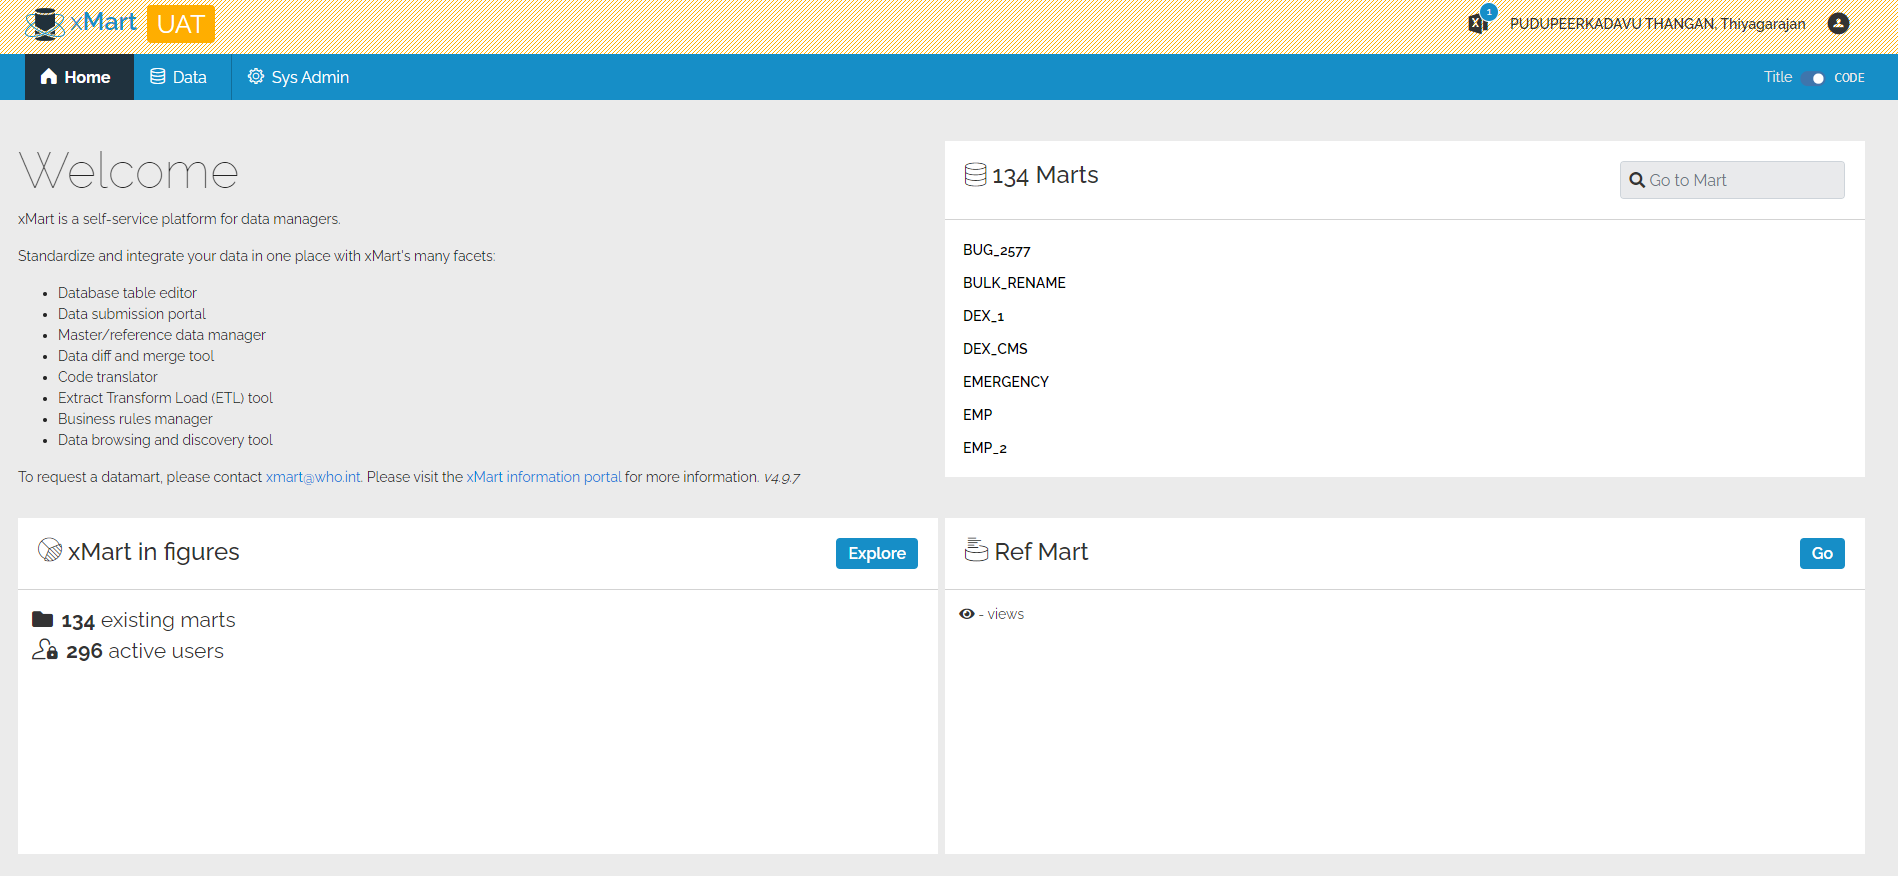 xMart UAT
1
PUDUPEERKADAVU THANGAN, Thiyagarajan
Home
Data
Sys Admin
Title
CODE
Welcome
xMart is a self-service platform for data managers.
Standardize and integrate your data in one place with xMart's many facets:
• Database table editor
• Data submission portal
• Master/reference data manager
• Data diff and merge tool
• Code translator
• Extract Transform Load (ETL) tool
• Business rules manager
• Data browsing and discovery tool
To request a datamart, please contact xmart@who.int. Please visit the xMart information portal for more information. v4.9.7
134 Marts
Go to Mart
BUG_2577
BULK_RENAME
DEX_1
DEX_CMS
EMERGENCY
EMP
EMP_2
xMart in figures
Explore
134 existing marts
296 active users
Ref Mart
Go
- views